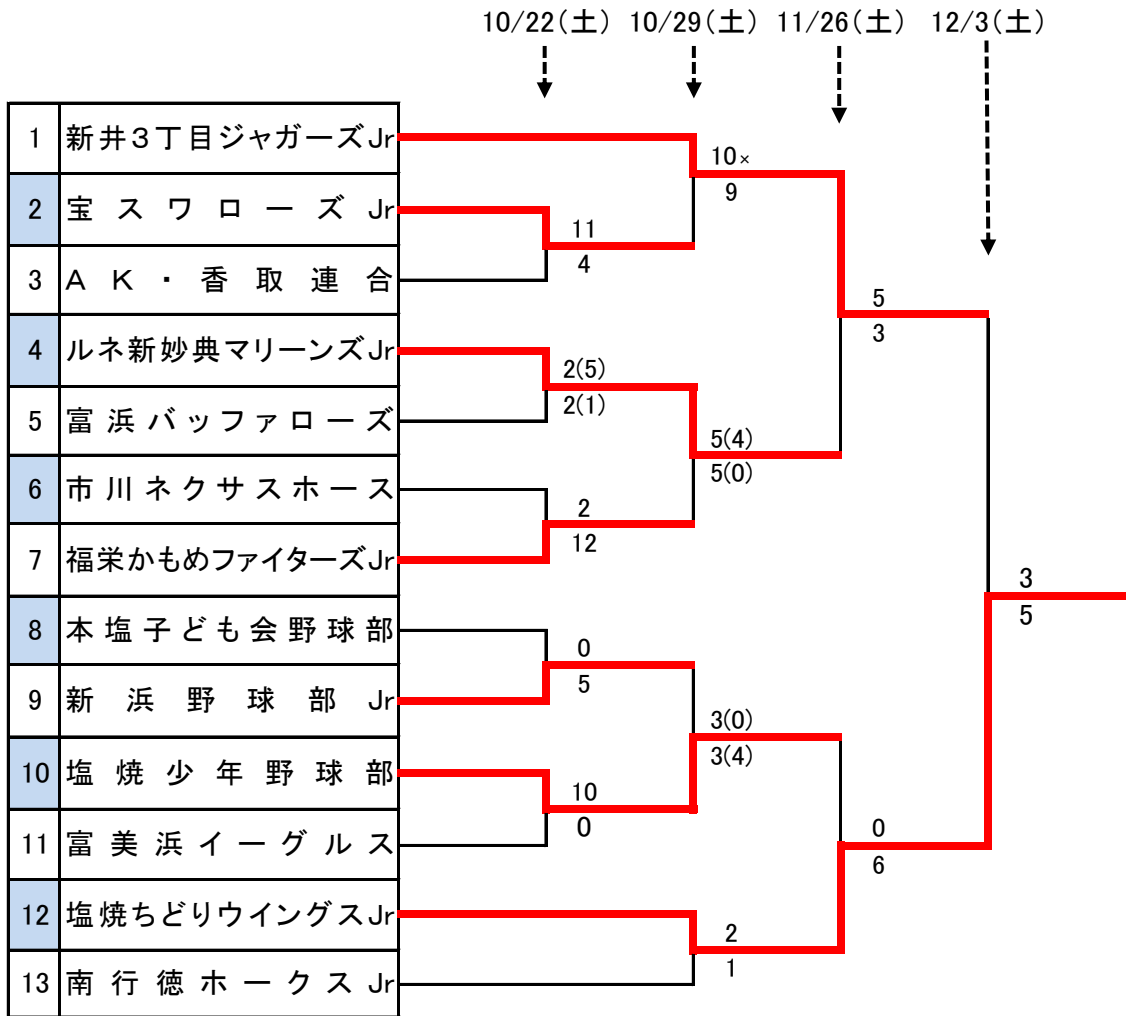 10/22(土) 10/29(土) 11/26(土) 12/3(土)
1 新井3丁目ジャガーズJr
10×
9
2 宝スワローズJr
11
4
3 AK・香取連合
5
3
4 ルネ新妙典マリーンズJr
2(5)
2(1)
5 富浜バッファローズ
5(4)
5(0)
6 市川ネクサスホース
2
12
7 福栄かもめファイターズJr
3
5
8 本塩子ども会野球部
0
5
9 新浜野球部Jr
3(0)
3(4)
10 塩焼少年野球部
10
0
11 富美浜イーグルス
0
6
12 塩焼ちどりウイングスJr
2
1
13 南行徳ホークスJr